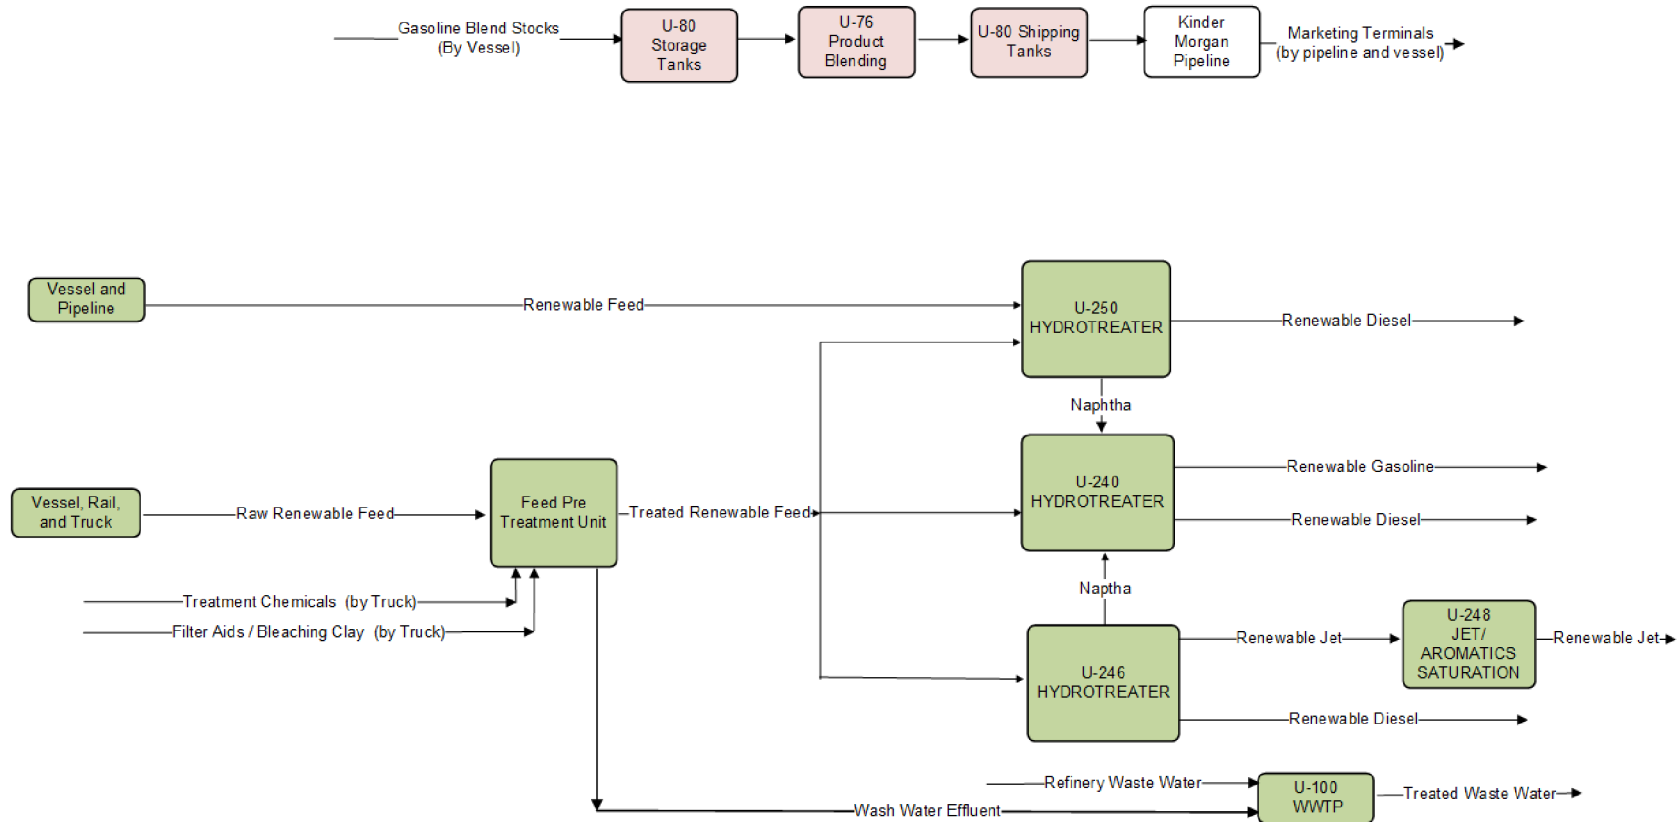 Gasoline Blend Stocks
(By Vessel)
U-80
Storage
Tanks
U-76
Product
Blending
U-80 Shipping
Tanks
Kinder
Morgan
Pipeline
Marketing Terminals
(by pipeline and vessel)
Vessel and
Pipeline
Renewable Feed
U-250
HYDROTREATER
Renewable Diesel
Naphtha
Vessel, Rail,
and Truck
Raw Renewable Feed
Feed Pre
Treatment Unit
Treated Renewable Feed
U-240
HYDROTREATER
Renewable Gasoline
Renewable Diesel
Treatment Chemicals (by Truck)
Filter Aids / Bleaching Clay (by Truck)
Naptha
U-246
HYDROTREATER
Renewable Jet
U-248
JET/
AROMATICS
SATURATION
Renewable Jet
Renewable Diesel
Refinery Waste Water
Wash Water Effluent
U-100
WWTP
Treated Waste Water